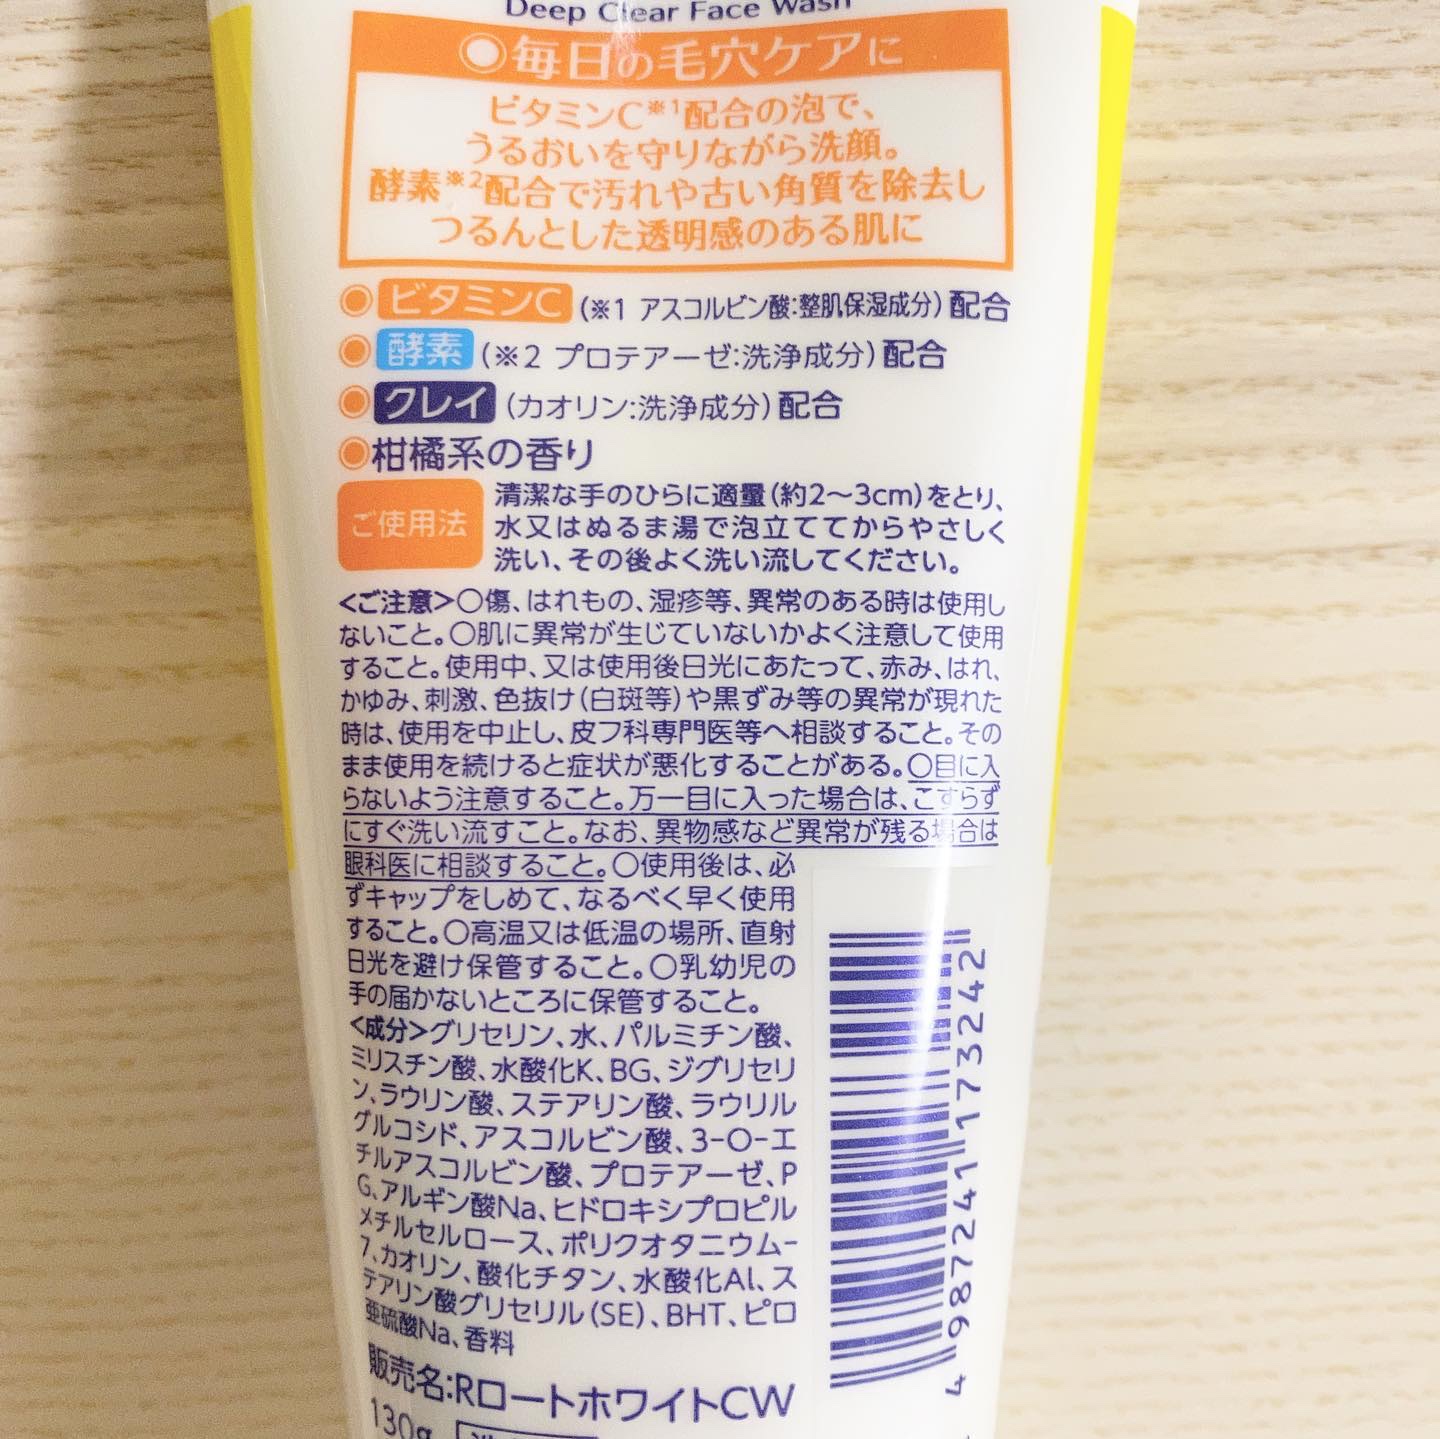 Deep Clear Face Wash
◎毎日の毛穴ケアに
ビタミンC※1配合の泡で、
うるおいを守りながら洗顔。
酵素※2配合で汚れや古い角質を除去し
つるんとした透明感のある肌に
◎ビタミンC(※1 アスコルビン酸:整肌保湿成分)配合
◎酵素(※2 プロテアーゼ:洗浄成分)配合
◎クレイ(カオリン:洗浄成分)配合
◎柑橘系の香り
ご使用法
清潔な手のひらに適量(約2〜3cm)をとり、
水又はぬるま湯で泡立ててからやさしく
洗い、その後よく洗い流してください。
<ご注意>○傷、はれもの、湿疹等、異常のある時は使用し
ないこと。○肌に異常が生じていないかよく注意して使用
すること。使用中、又は使用後日光にあたって、赤み、はれ、
かゆみ、刺激、色抜け(白斑等)や黒ずみ等の異常が現れた
時は、使用を中止し、皮フ科専門医等へ相談すること。その
まま使用を続けると症状が悪化することがある。○目に入
らないよう注意すること。万一目に入った場合は、こすらず
にすぐ洗い流すこと。なお、異物感など異常が残る場合は
眼科医に相談すること。○使用後は、必
ずキャップをしめて、なるべく早く使用
すること。○高温又は低温の場所、直射
日光を避け保管すること。○乳幼児の
手の届かないところに保管すること。
<成分>グリセリン、水、パルミチン酸、
ミリスチン酸、水酸化K、BG、ジグリセリ
ン、ラウリン酸、ステアリン酸、ラウリル
グルコシド、アスコルビン酸、3-O-エ
チルアスコルビン酸、プロテアーゼ、P
G、アルギン酸Na、ヒドロキシプロピル
メチルセルロース、ポリクオタニウム-
7、カオリン、酸化チタン、水酸化Al、ス
テアリン酸グリセリル(SE)、BHT、ピロ
亜硫酸Na、香料
販売名:RロートホワイトCW
130g
4 987241 173242